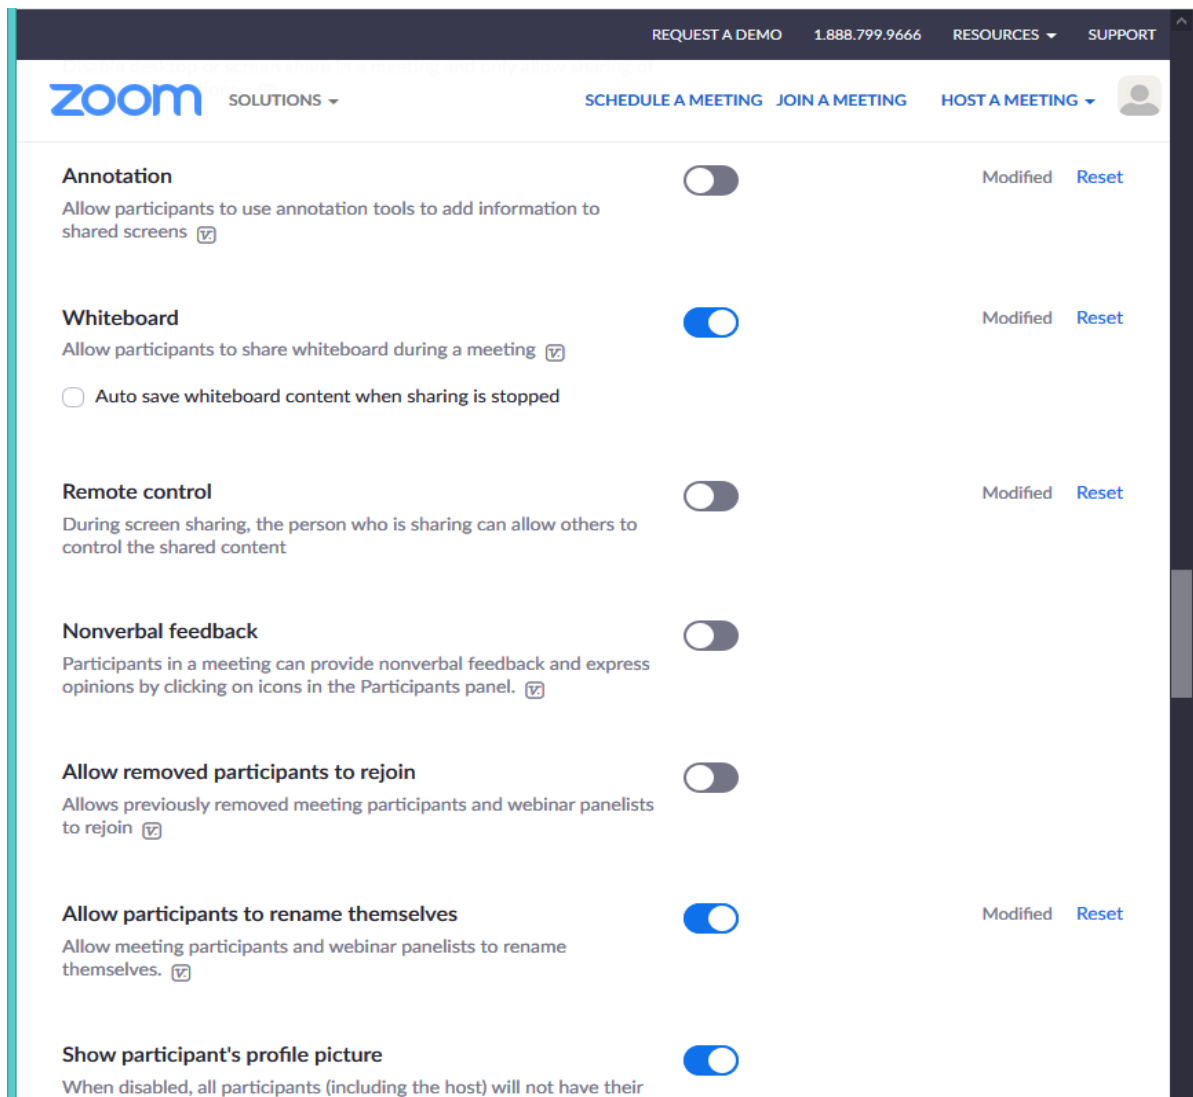 REQUEST A DEMO 1.888.799.9666 RESOURCES SUPPORT
zoom SOLUTIONS SCHEDULE A MEETING JOIN A MEETING HOST A MEETING
Annotation Modified Reset
Allow participants to use annotation tools to add information to
shared screens
Whiteboard Modified Reset
Allow participants to share whiteboard during a meeting
Auto save whiteboard content when sharing is stopped
Remote control Modified Reset
During screen sharing, the person who is sharing can allow others to
control the shared content
Nonverbal feedback
Participants in a meeting can provide nonverbal feedback and express
opinions by clicking on icons in the Participants panel.
Allow removed participants to rejoin
Allows previously removed meeting participants and webinar panelists
to rejoin
Allow participants to rename themselves Modified Reset
Allow meeting participants and webinar panelists to rename
themselves.
Show participant's profile picture
When disabled, all participants (including the host) will not have their